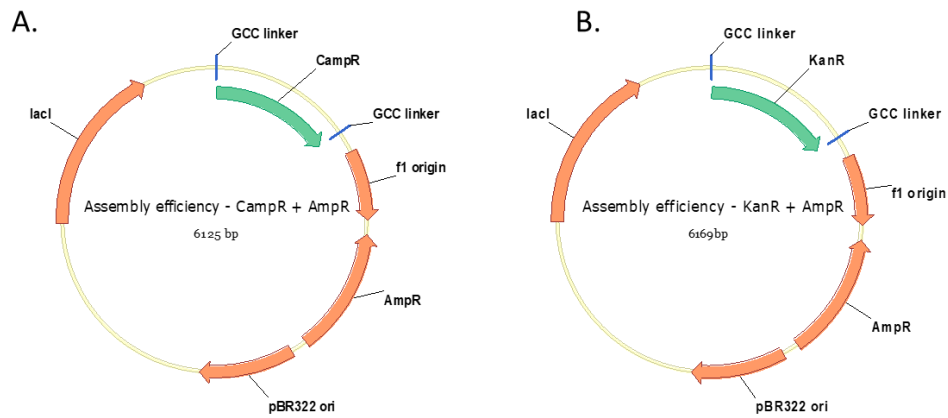 A.
GCC linker
CampR
lacI
GCC linker
f1 origin
Assembly efficiency - CampR + AmpR
6125 bp
AmpR
pBR322 ori
B.
GCC linker
KanR
lacI
GCC linker
f1 origin
Assembly efficiency - KanR + AmpR
6169bp
AmpR
pBR322 ori